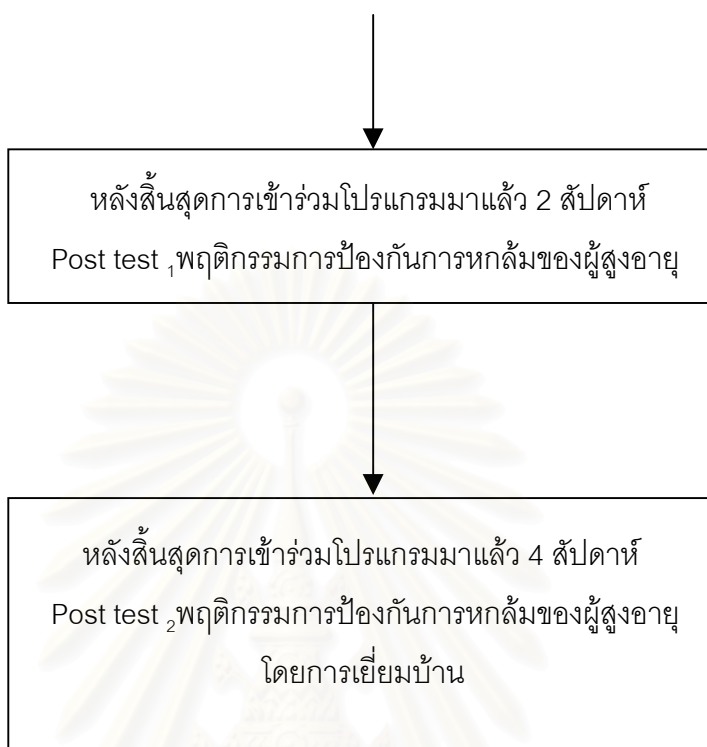 หลังสิ้นสุดการเข้าร่วมโปรแกรมมาแล้ว 2 สัปดาห์
Post test ₁พฤติกรรมการป้องกันการหกล้มของผู้สูงอายุ
หลังสิ้นสุดการเข้าร่วมโปรแกรมมาแล้ว 4 สัปดาห์
Post test ₂พฤติกรรมการป้องกันการหกล้มของผู้สูงอายุ
โดยการเยี่ยมบ้าน